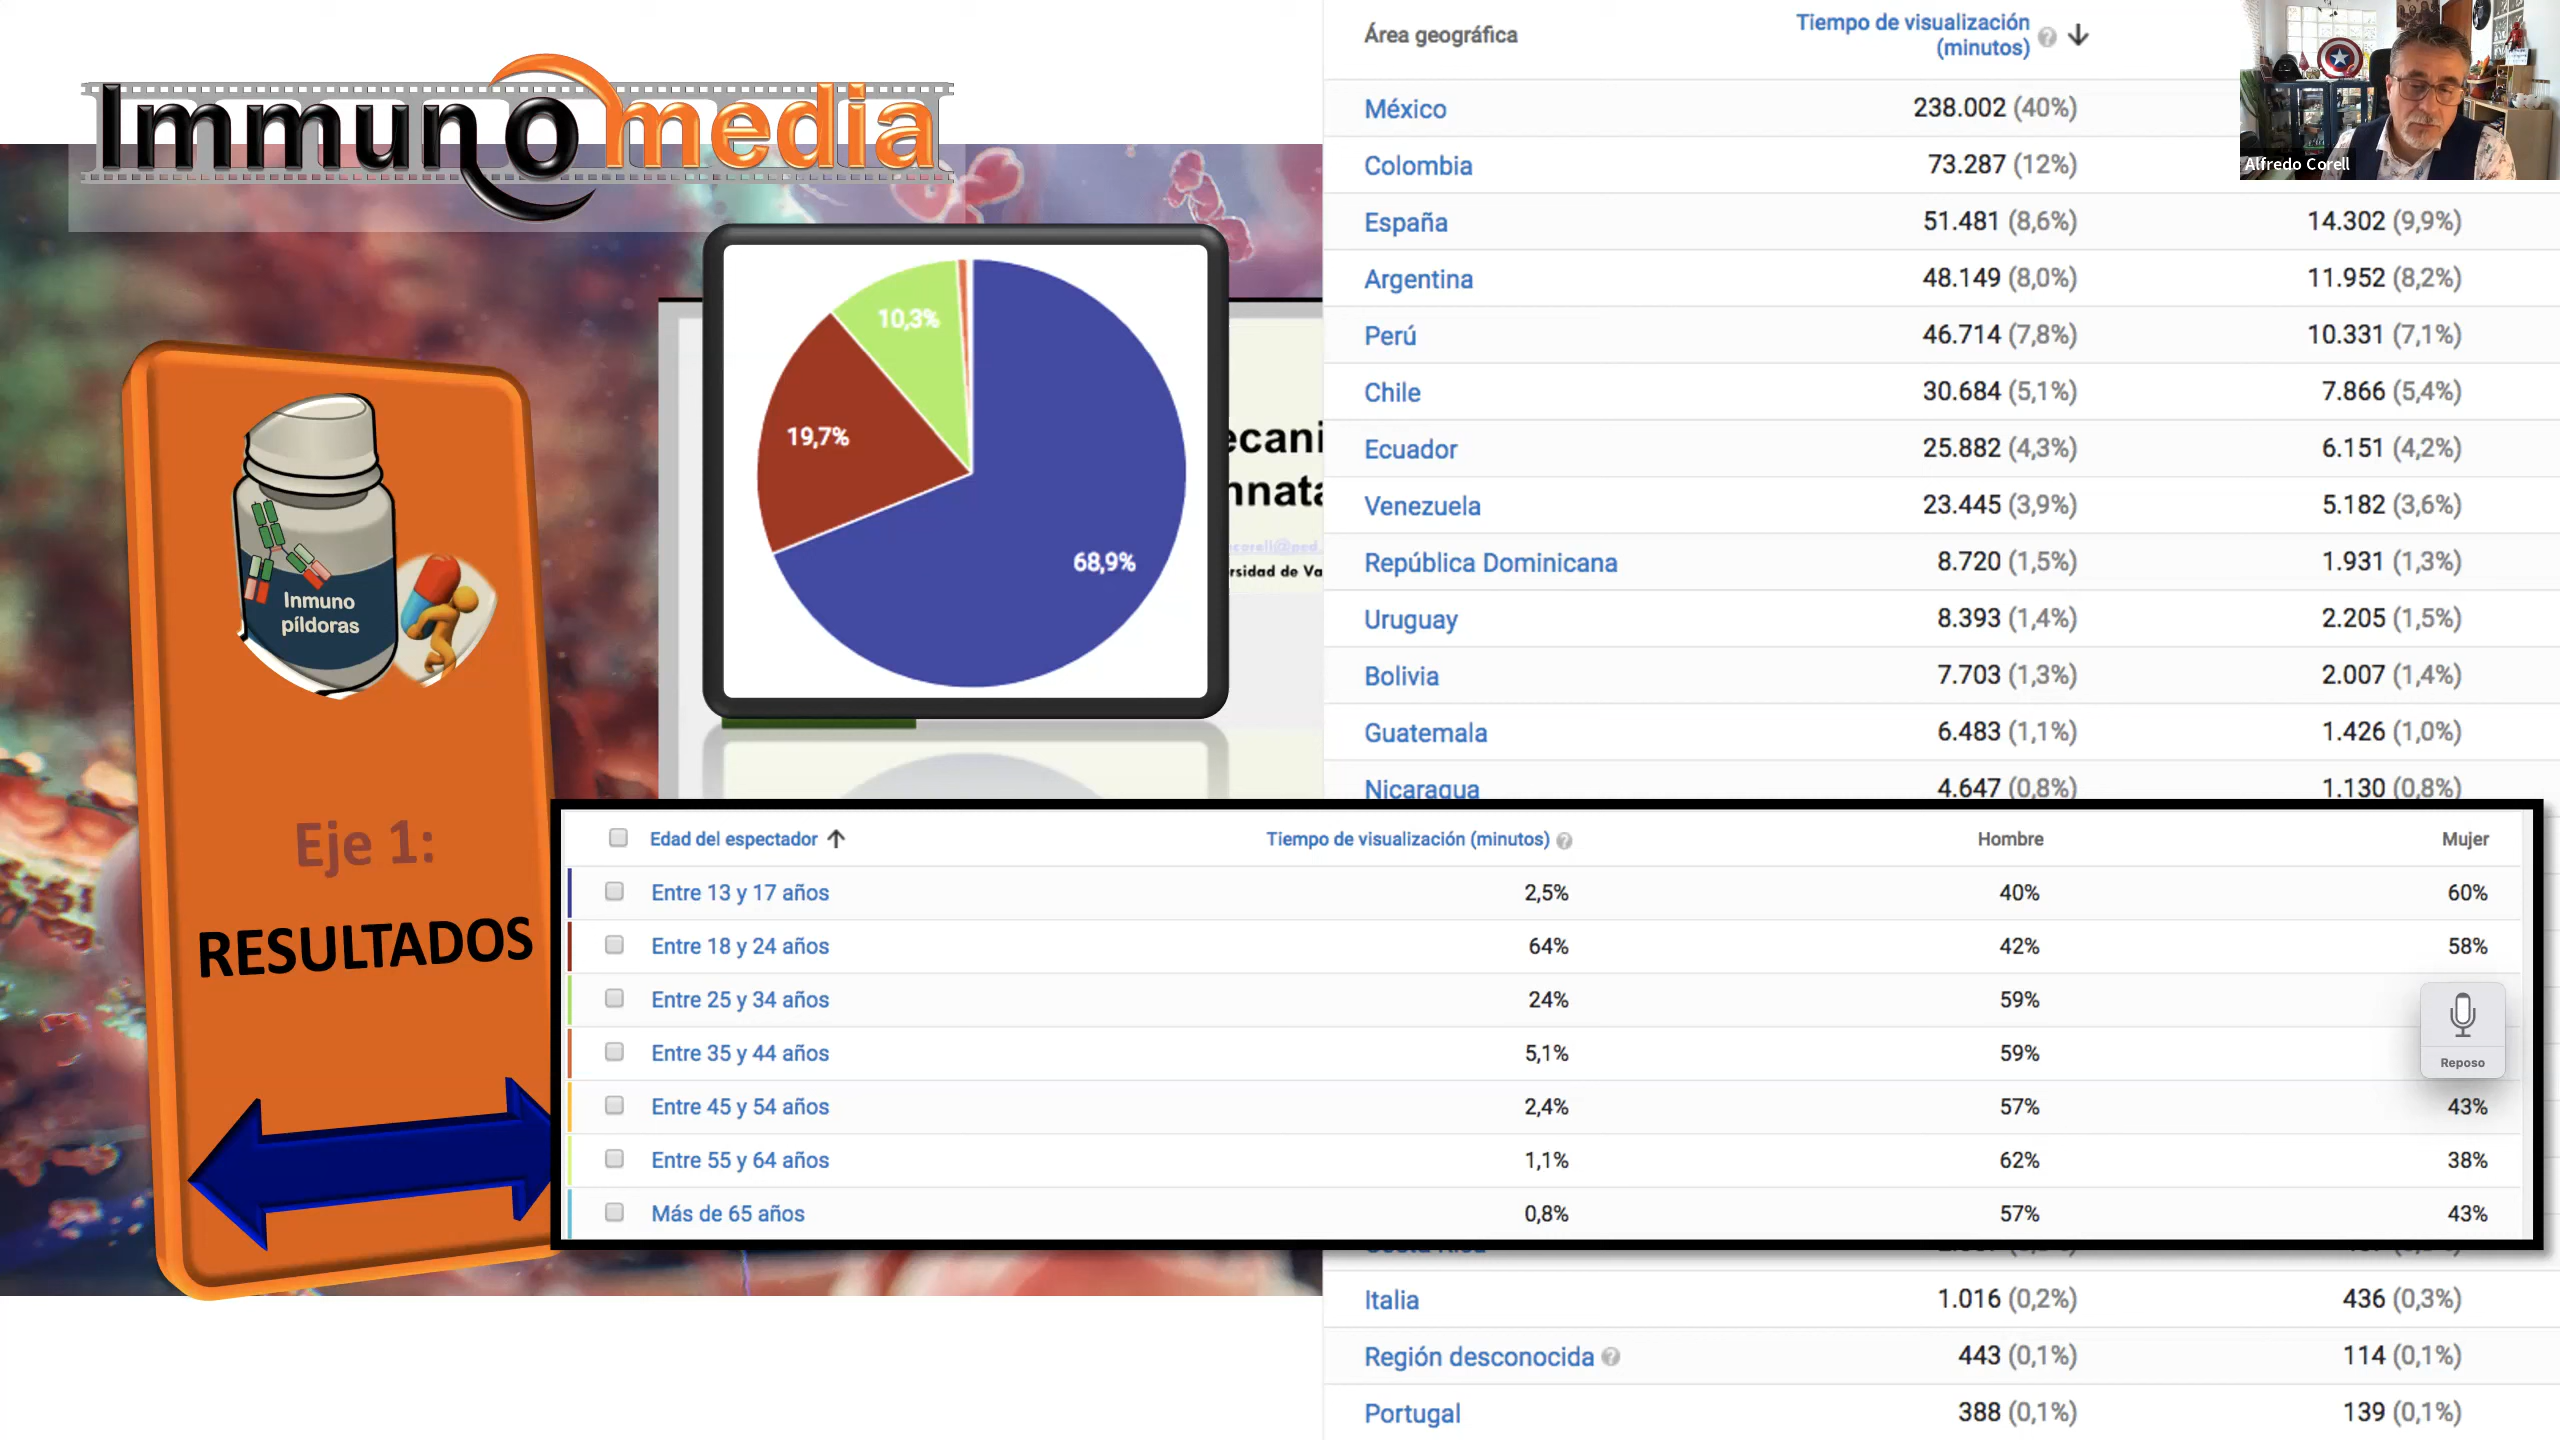 Immunomedia
Inmuno
píldoras
Eje 1:
RESULTADOS
10,3%
19,7%
68,9%
Área geográfica
Tiempo de visualización
(minutos)
Alfredo Corell
México 238.002 (40%)
Colombia 73.287 (12%)
España 51.481 (8,6%) 14.302 (9,9%)
Argentina 48.149 (8,0%) 11.952 (8,2%)
Perú 46.714 (7,8%) 10.331 (7,1%)
Chile 30.684 (5,1%) 7.866 (5,4%)
Ecuador 25.882 (4,3%) 6.151 (4,2%)
Venezuela 23.445 (3,9%) 5.182 (3,6%)
República Dominicana 8.720 (1,5%) 1.931 (1,3%)
Uruguay 8.393 (1,4%) 2.205 (1,5%)
Bolivia 7.703 (1,3%) 2.007 (1,4%)
Guatemala 6.483 (1,1%) 1.426 (1,0%)
Nicaragua 4.647 (0,8%) 1.130 (0,8%)
Edad del espectador Tiempo de visualización (minutos) Hombre Mujer
Entre 13 y 17 años 2,5% 40% 60%
Entre 18 y 24 años 64% 42% 58%
Entre 25 y 34 años 24% 59%
Entre 35 y 44 años 5,1% 59%
Reposo
Entre 45 y 54 años 2,4% 57% 43%
Entre 55 y 64 años 1,1% 62% 38%
Más de 65 años 0,8% 57% 43%
Italia 1.016 (0,2%) 436 (0,3%)
Región desconocida 443 (0,1%) 114 (0,1%)
Portugal 388 (0,1%) 139 (0,1%)